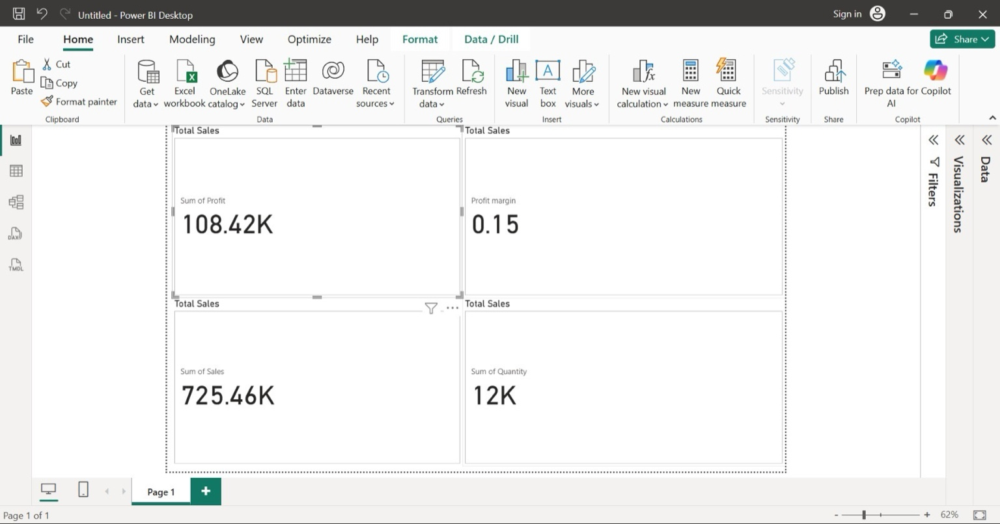 Untitled - Power BI Desktop
Sign in
File Home Insert Modeling View Optimize Help Format Data / Drill
Share
Paste
Cut
Copy
Format painter
Clipboard
Get data
Excel workbook
OneLake catalog
SQL Server
Enter data
Dataverse
Recent sources
Data
Transform data
Refresh
Queries
New visual
Text box
More visuals
Insert
New visual calculation
New measure
Quick measure
Calculations
Sensitivity
Sensitivity
Publish
Share
Prep data for AI
Copilot
Copilot
DAX
TMDL
Total Sales
Sum of Profit
108.42K
Total Sales
Profit margin
0.15
Total Sales
Sum of Sales
725.46K
Total Sales
Sum of Quantity
12K
Filters
Visualizations
Data
Page 1
Page 1 of 1
62%